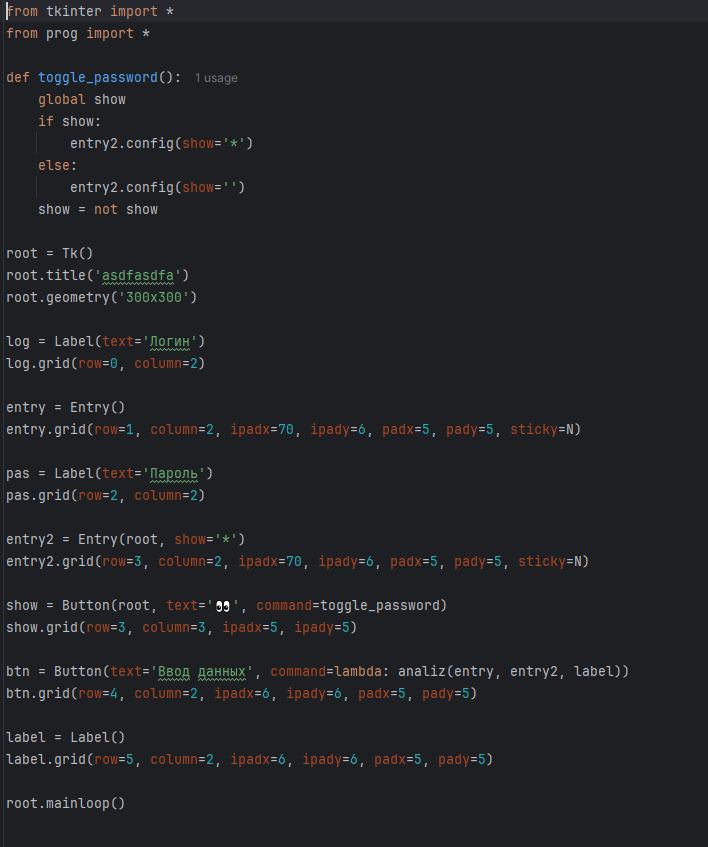 from tkinter import *
from prog import *
def toggle_password(): 1 usage
    global show
    if show:
        entry2.config(show='*')
    else:
        entry2.config(show='')
    show = not show
root = Tk()
root.title('asdfasdfa')
root.geometry('300x300')
log = Label(text='Логин')
log.grid(row=0, column=2)
entry = Entry()
entry.grid(row=1, column=2, ipadx=70, ipady=6, padx=5, pady=5, sticky=N)
pas = Label(text='Пароль')
pas.grid(row=2, column=2)
entry2 = Entry(root, show='*')
entry2.grid(row=3, column=2, ipadx=70, ipady=6, padx=5, pady=5, sticky=N)
show = Button(root, text='👀', command=toggle_password)
show.grid(row=3, column=3, ipadx=5, ipady=5)
btn = Button(text='Ввод данных', command=lambda: analiz(entry, entry2, label))
btn.grid(row=4, column=2, ipadx=6, ipady=6, padx=5, pady=5)
label = Label()
label.grid(row=5, column=2, ipadx=6, ipady=6, padx=5, pady=5)
root.mainloop()